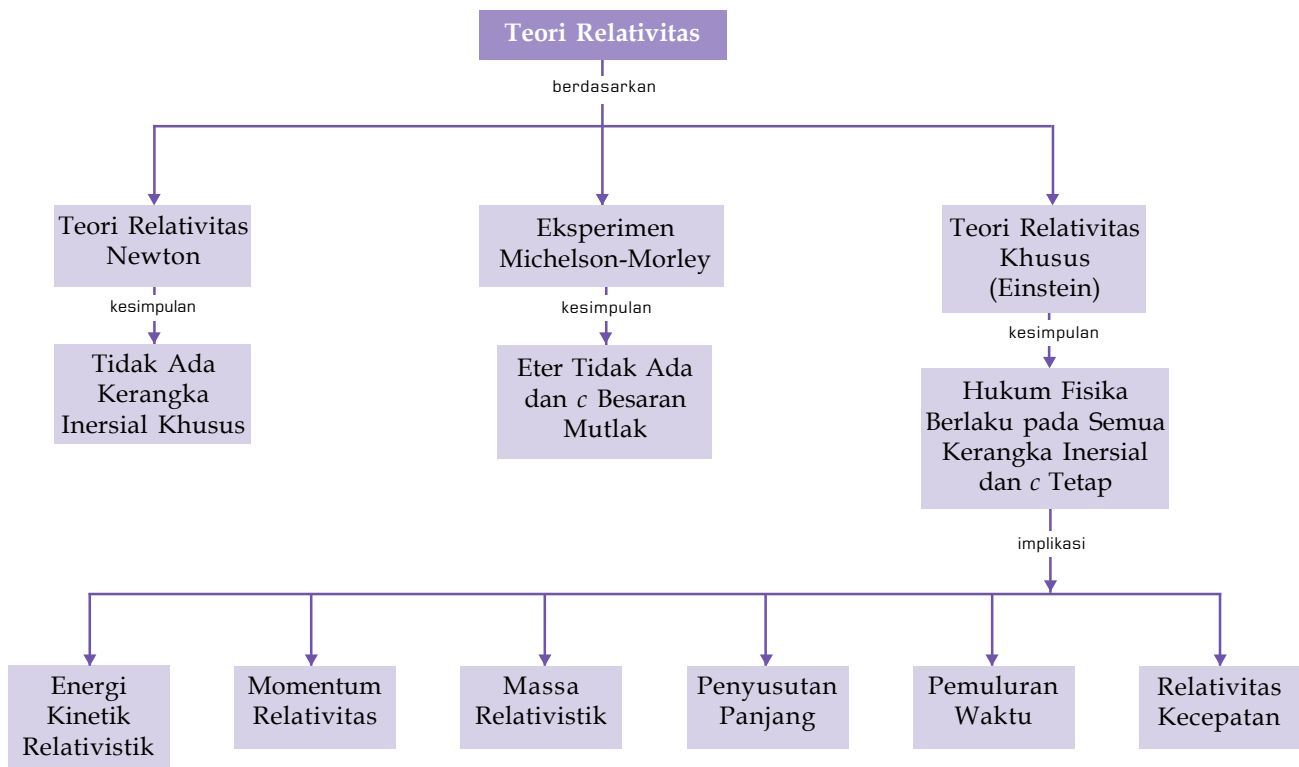 Teori Relativitas
berdasarkan
Teori Relativitas
Newton
kesimpulan
Tidak Ada
Kerangka
Inersial Khusus
Eksperimen
Michelson-Morley
kesimpulan
Eter Tidak Ada
dan c Besaran
Mutlak
Teori Relativitas
Khusus
(Einstein)
kesimpulan
Hukum Fisika
Berlaku pada Semua
Kerangka Inersial
dan c Tetap
implikasi
Energi
Kinetik
Relativistik
Momentum
Relativitas
Massa
Relativistik
Penyusutan
Panjang
Pemuluran
Waktu
Relativitas
Kecepatan